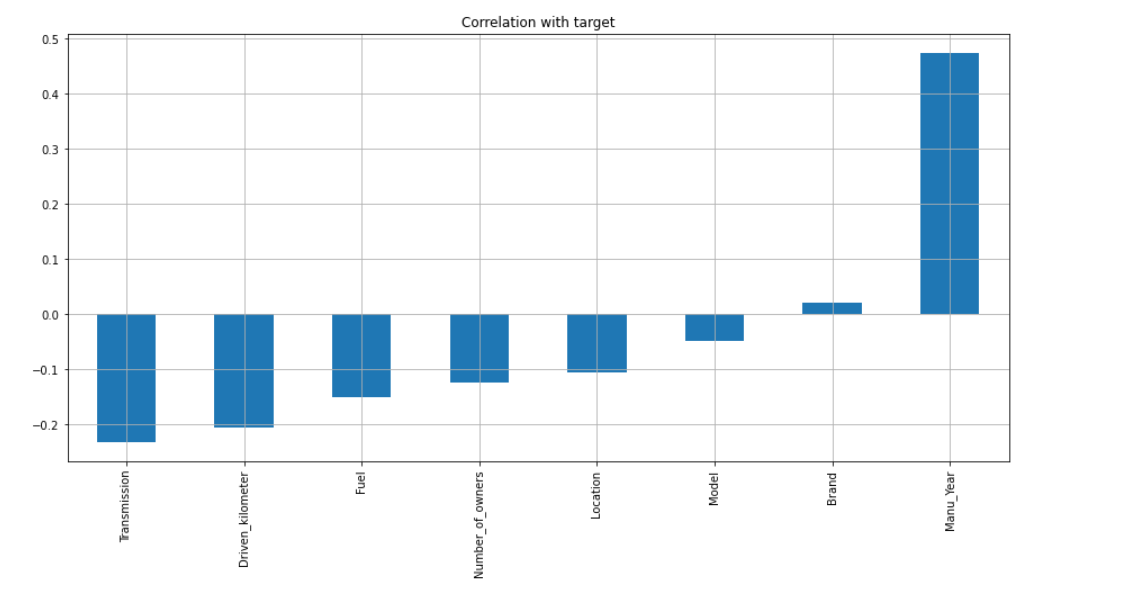 Correlation with target
0.5
0.4
0.3
0.2
0.1
0.0
−0.1
−0.2
Transmission
Driven_kilometer
Fuel
Number_of_owners
Location
Model
Brand
Manu_Year